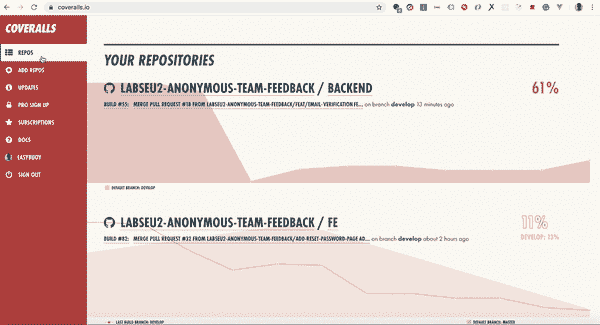 coveralls.io
COVERALLS
REPOS
ADD REPOS
UPDATES
PRO SIGN UP
SUBSCRIPTIONS
DOCS
EASYBUOY
SIGN OUT
YOUR REPOSITORIES
LABSEU2-ANONYMOUS-TEAM-FEEDBACK / BACKEND
61%
BUILD #55: MERGE PULL REQUEST #18 FROM LABSEU2-ANONYMOUS-TEAM-FEEDBACK/FEAT/EMAIL-VERIFICATION FE... on branch develop 13 minutes ago
DEFAULT BRANCH: DEVELOP
LABSEU2-ANONYMOUS-TEAM-FEEDBACK / FE
11%
DEVELOP: 13%
BUILD #82: MERGE PULL REQUEST #32 FROM LABSEU2-ANONYMOUS-TEAM-FEEDBACK/ADD-RESET-PASSWORD-PAGE AD... on branch develop about 2 hours ago
LAST BUILD BRANCH: DEVELOP
DEFAULT BRANCH: MASTER